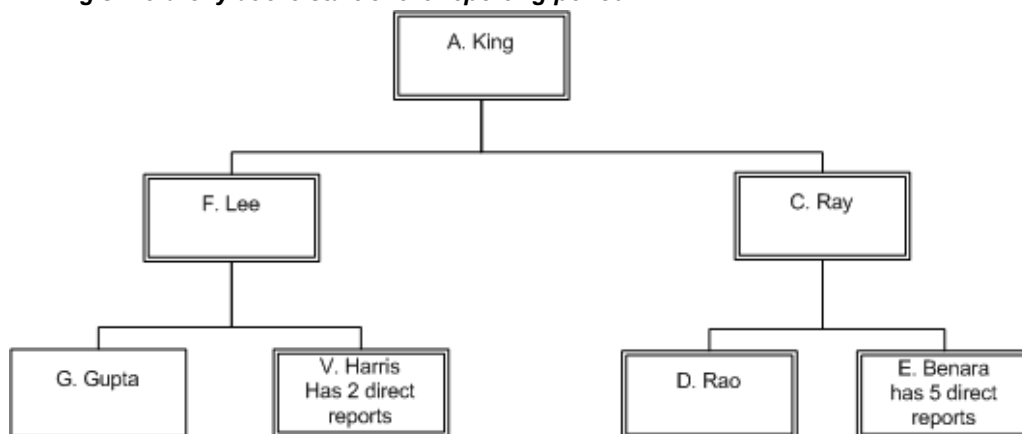 A. King
F. Lee
C. Ray
G. Gupta
V. Harris
Has 2 direct
reports
D. Rao
E. Benara
has 5 direct
reports